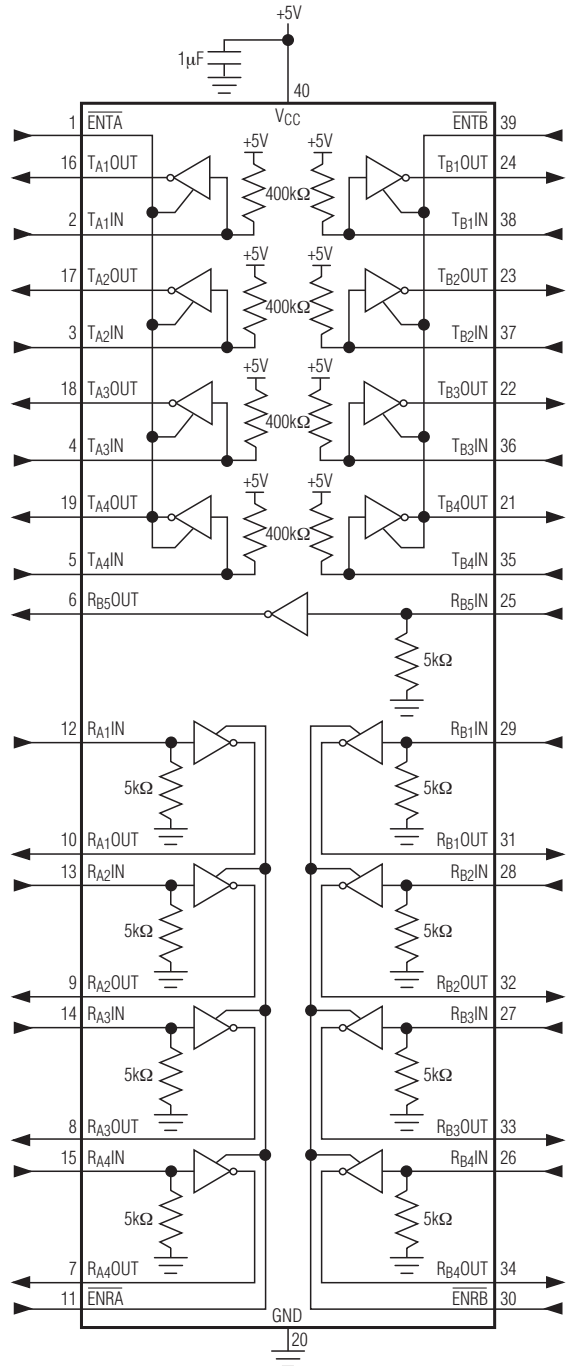 +5V
1µF
40
VCC
1 ENTA ENTB 39
16 TA1OUT +5V +5V TB1OUT 24
400kΩ
2 TA1IN TB1IN 38
17 TA2OUT +5V +5V TB2OUT 23
400kΩ
3 TA2IN TB2IN 37
18 TA3OUT +5V +5V TB3OUT 22
400kΩ
4 TA3IN TB3IN 36
19 TA4OUT +5V +5V TB4OUT 21
400kΩ
5 TA4IN TB4IN 35
6 RB5OUT RB5IN 25
5kΩ
12 RA1IN RB1IN 29
5kΩ 5kΩ
10 RA1OUT RB1OUT 31
13 RA2IN RB2IN 28
5kΩ 5kΩ
9 RA2OUT RB2OUT 32
14 RA3IN RB3IN 27
5kΩ 5kΩ
8 RA3OUT RB3OUT 33
15 RA4IN RB4IN 26
5kΩ 5kΩ
7 RA4OUT RB4OUT 34
11 ENRA ENRB 30
GND
20